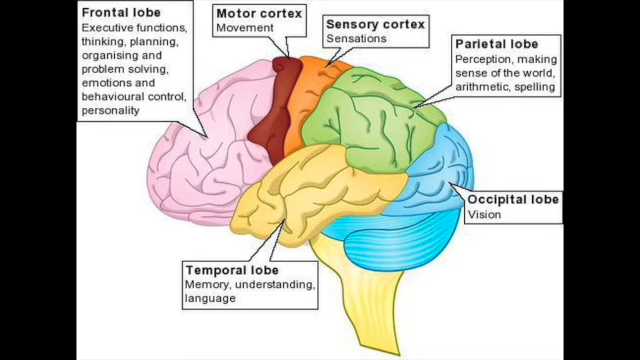 Frontal lobe
Executive functions,
thinking, planning,
organising and
problem solving,
emotions and
behavioural control,
personality
Motor cortex
Movement
Sensory cortex
Sensations
Parietal lobe
Perception, making
sense of the world,
arithmetic, spelling
Occipital lobe
Vision
Temporal lobe
Memory, understanding,
language